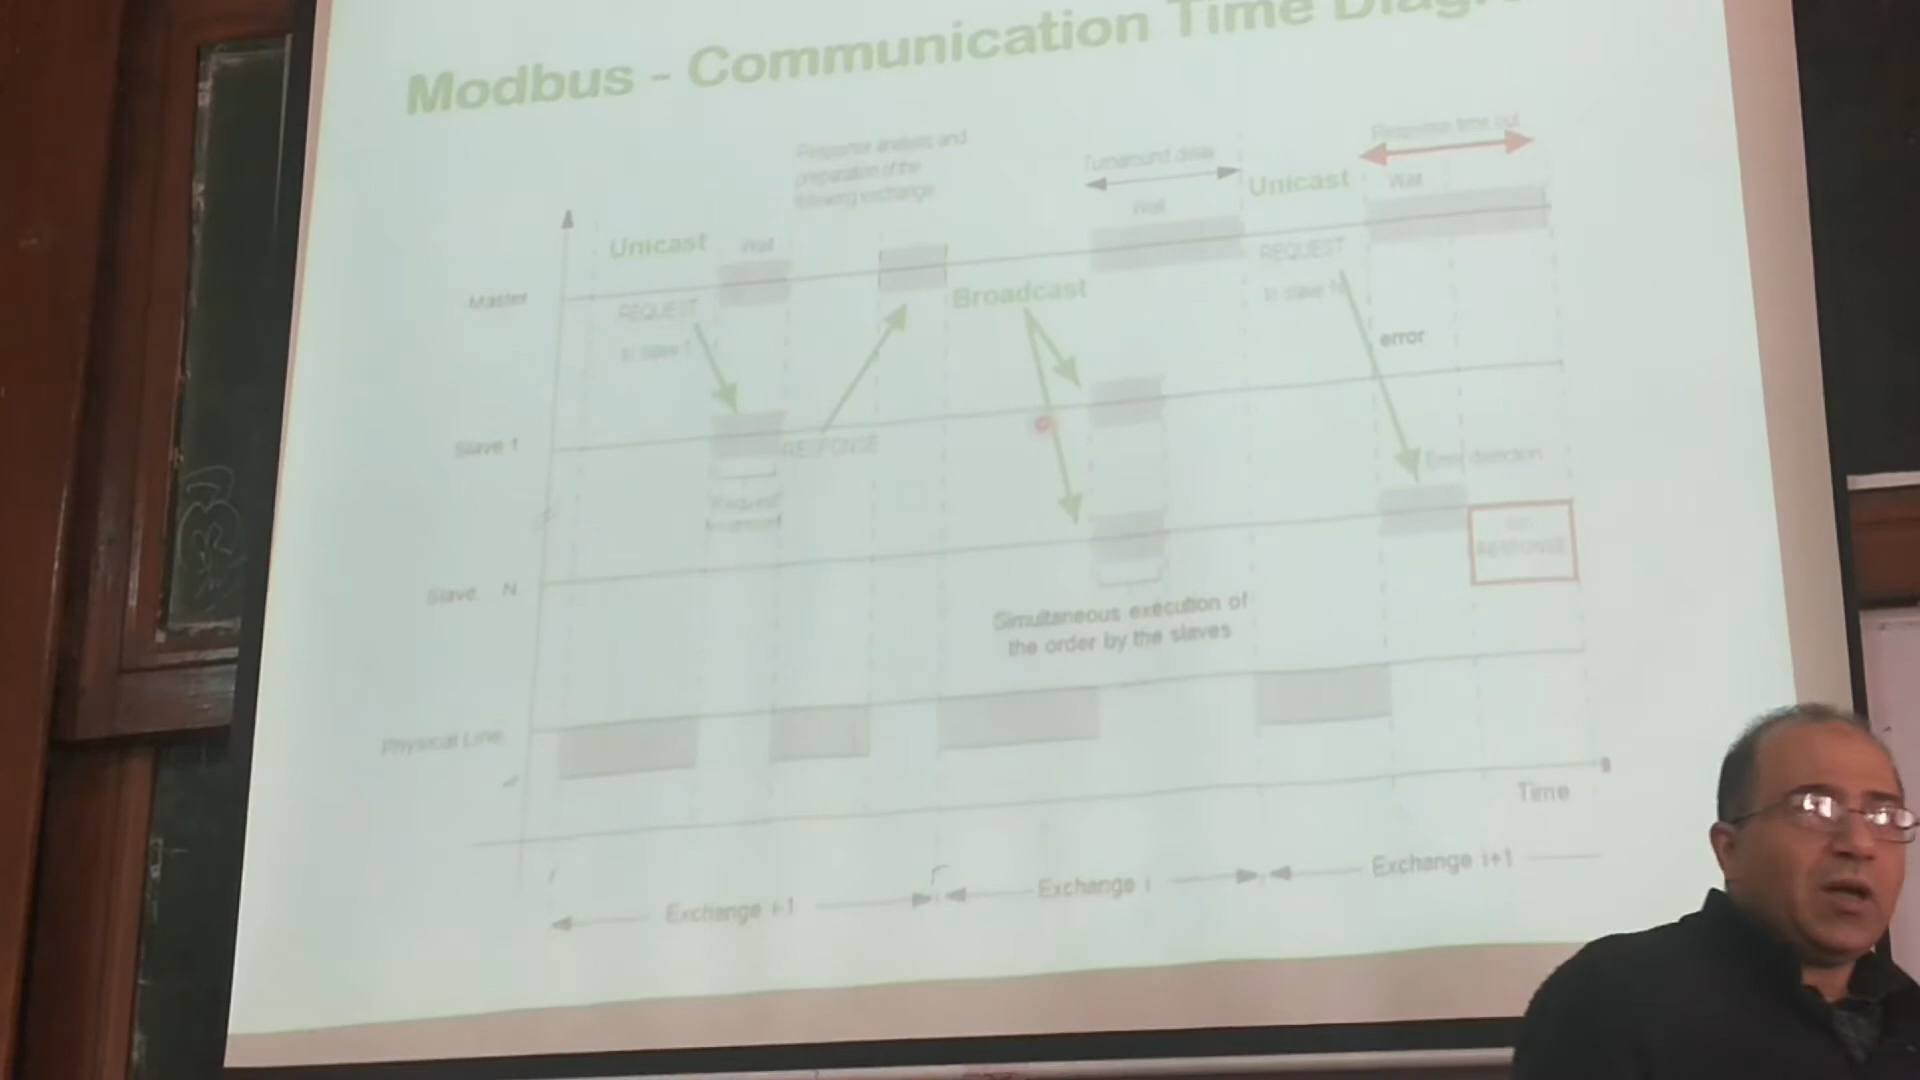 Modbus - Communication Time Diagr
Response analysis and
preparation of the
following exchange
Turnaround delay
Response time out
Unicast
Wait
Wait
Unicast
Wait
Master
REQUEST
to slave 1
Broadcast
REQUEST
to slave N
error
Slave 1
RESPONSE
Error detection
Request
treatment
RESPONSE
Slave N
Simultaneous execution of
the order by the slaves
Physical Line
Time
Exchange i-1
Exchange i
Exchange i+1